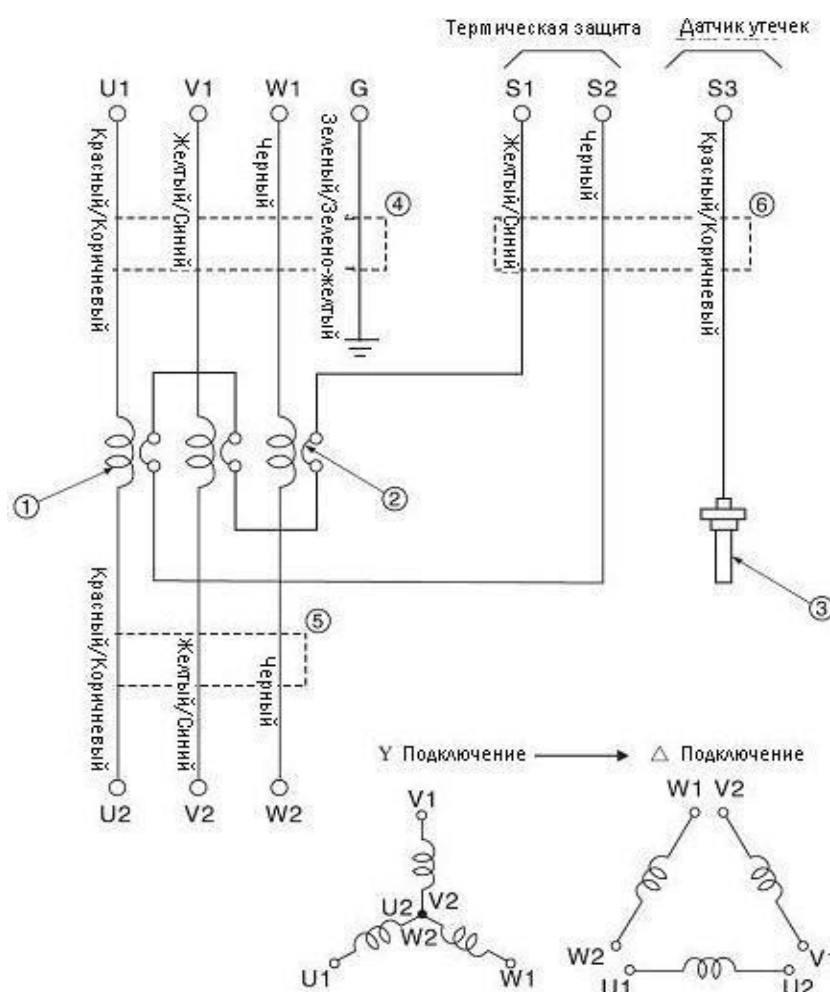 Термическая защита
Датчик утечек
U1 V1 W1 G S1 S2 S3
Красный/Коричневый
Желтый/Синий
Черный
Зеленый/Зелено-желтый
Желтый/Синий
Черный
Красный/Коричневый
4
6
1
2
3
5
Красный/Коричневый
Желтый/Синий
Черный
U2 V2 W2
Y Подключение
△ Подключение
V1
U2 V2
W2
U1 W1
W1 V2
W2 V1
U1 U2